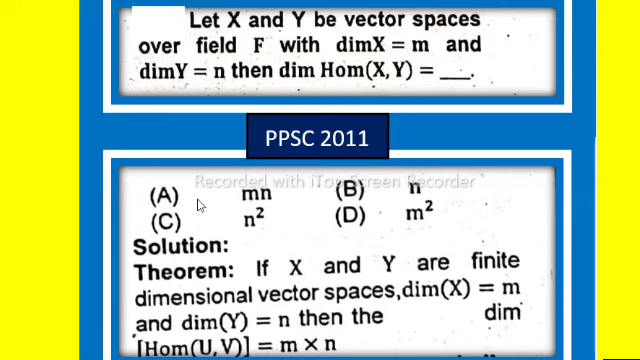 Let X and Y be vector spaces
over field F with dimX = m and
dimY = n then dim Hom(X, Y) = ___.
PPSC 2011
Recorded with iTop Screen Recorder
(A) mn (B) n
(C) n² (D) m²
Solution:
Theorem: If X and Y are finite
dimensional vector spaces, dim(X) = m
and dim(Y) = n then the dim
[Hom(U, V)] = m × n